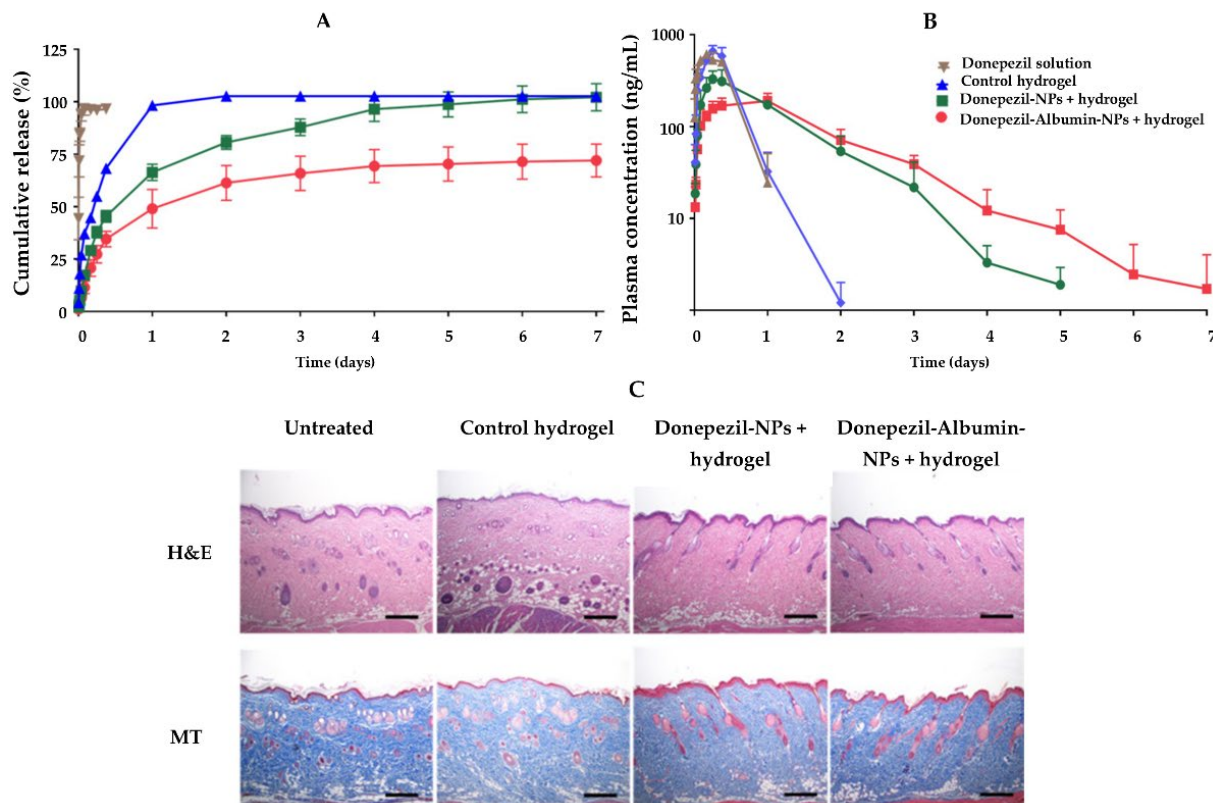 A
Cumulative release (%)
125
100
75
50
25
0
0 1 2 3 4 5 6 7
Time (days)
B
Plasma concentration (ng/mL)
1000
100
10
0 1 2 3 4 5 6 7
Time (days)
Donepezil solution
Control hydrogel
Donepezil-NPs + hydrogel
Donepezil-Albumin-NPs + hydrogel
C
Untreated
Control hydrogel
Donepezil-NPs +
hydrogel
Donepezil-Albumin-
NPs + hydrogel
H&E
MT